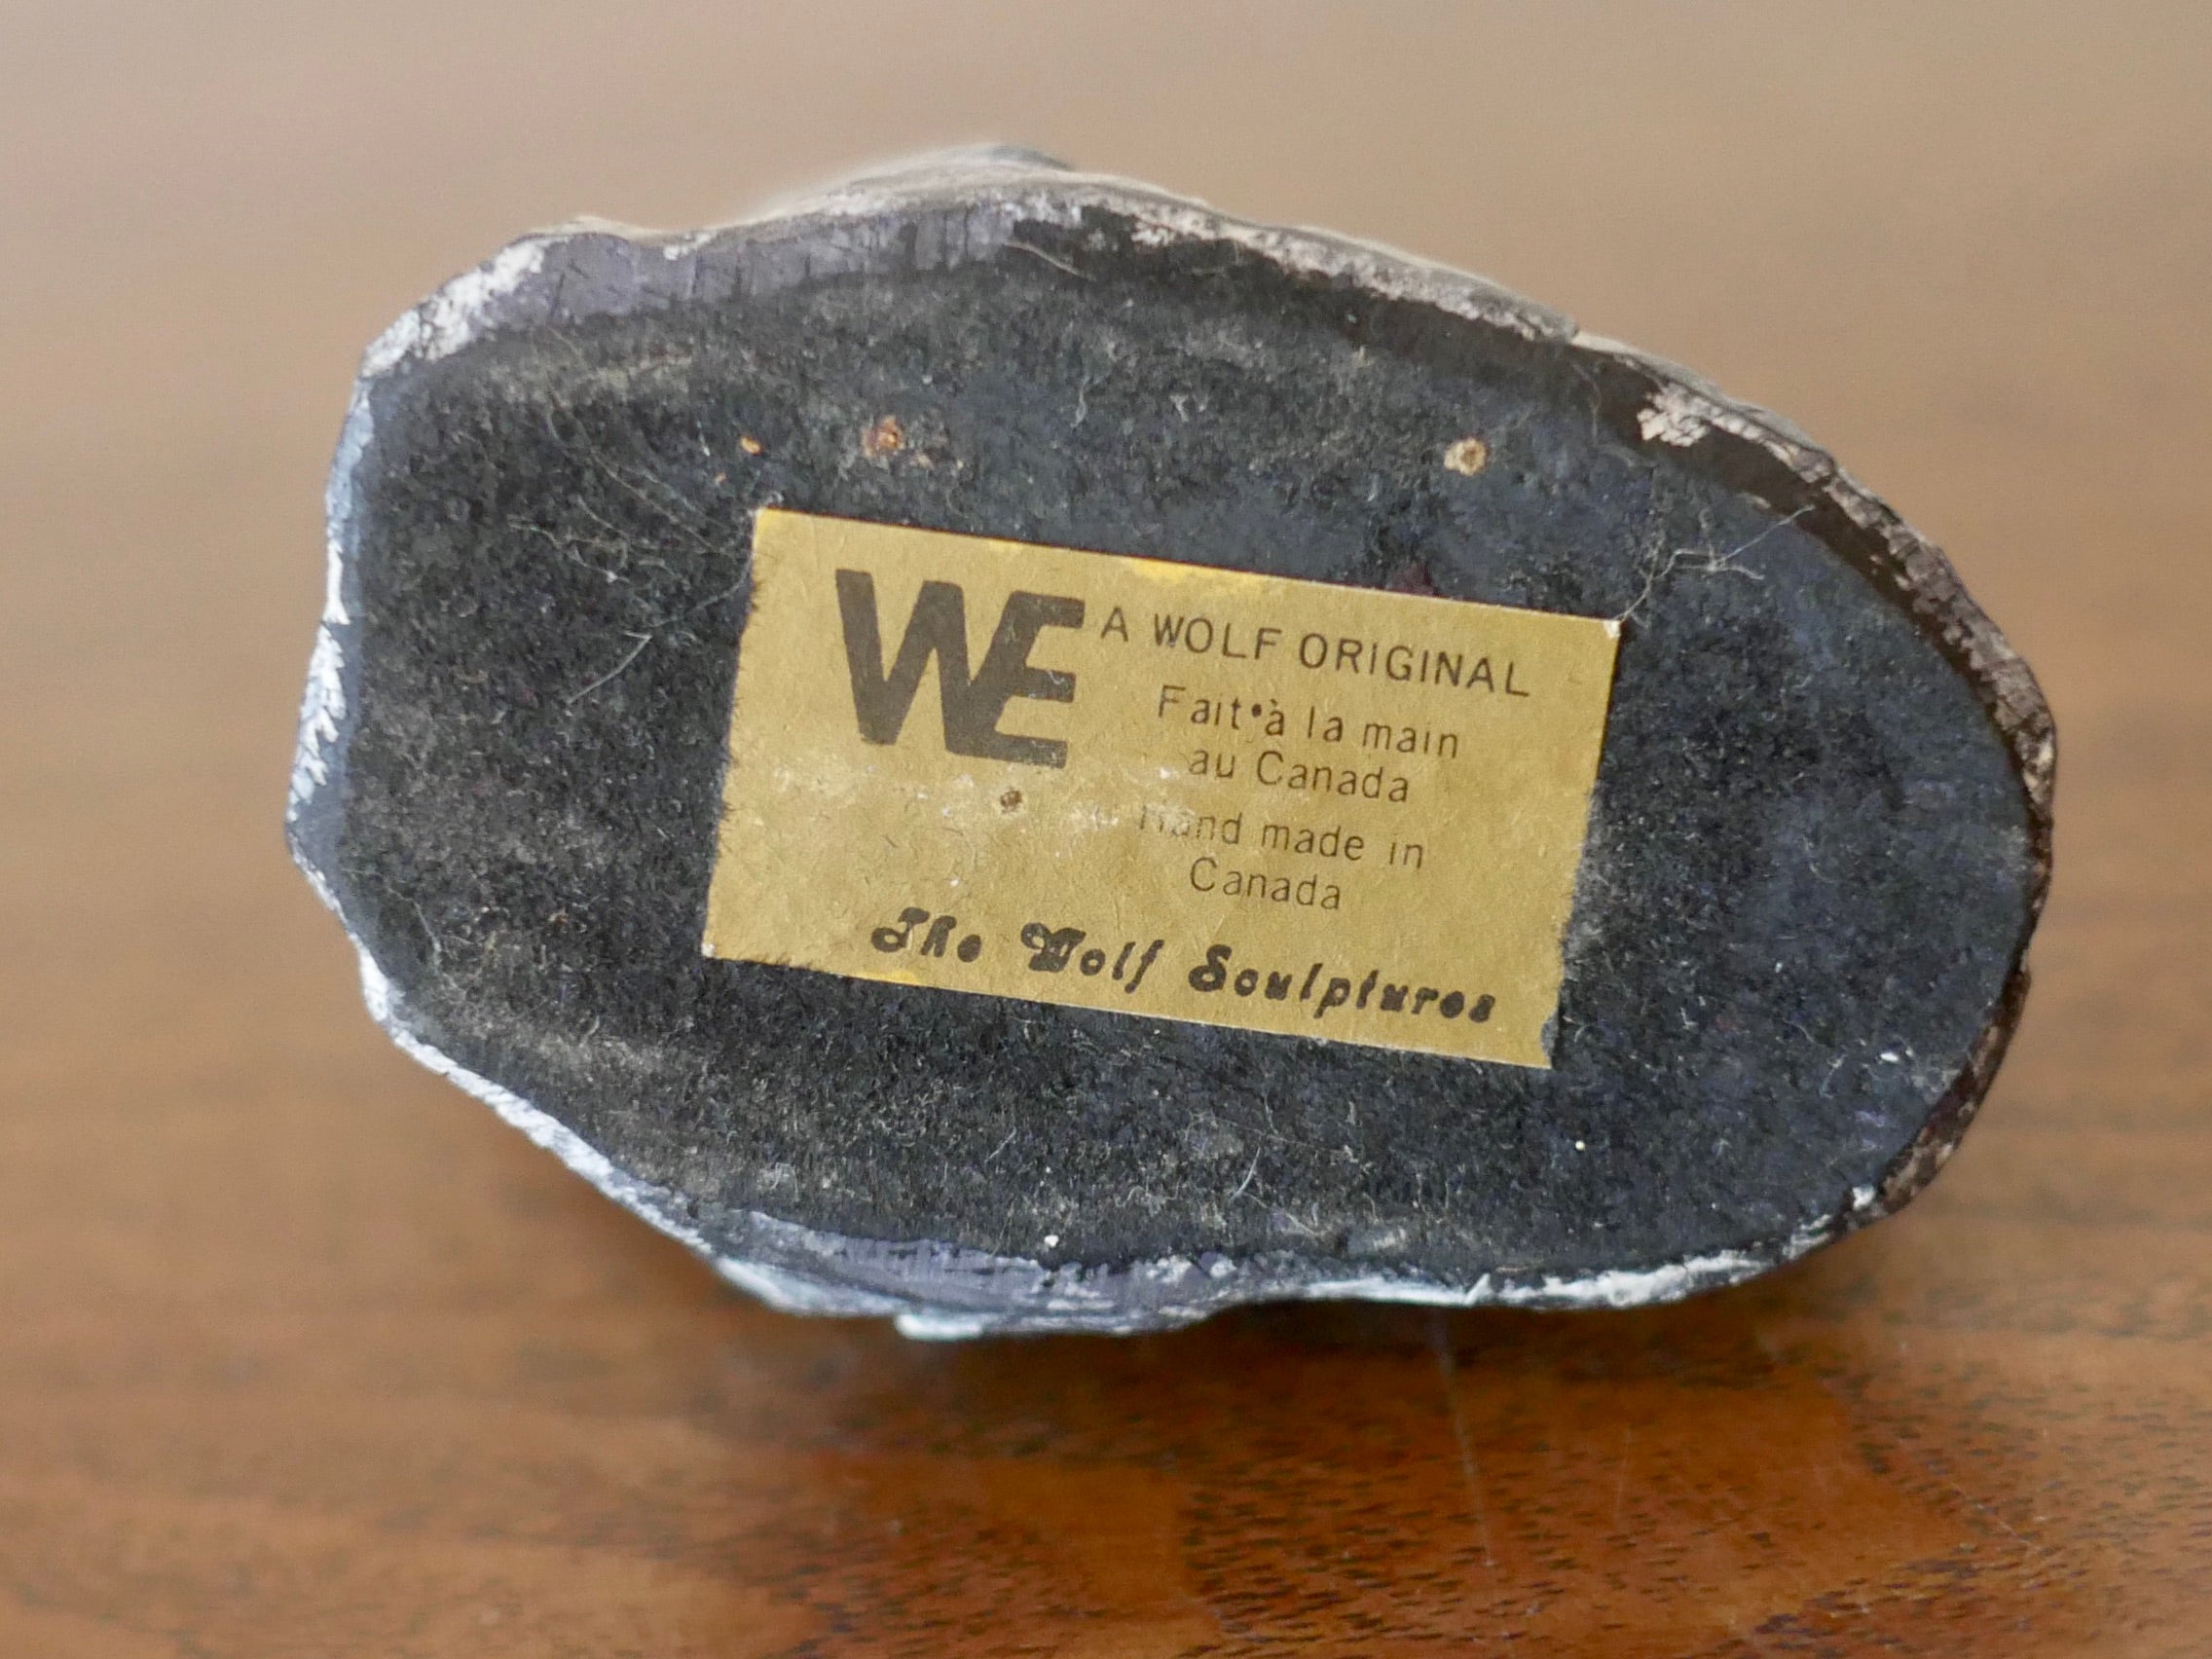 WE
A WOLF ORIGINAL
Fait à la main
au Canada
Hand made in
Canada
The Wolf Sculptures